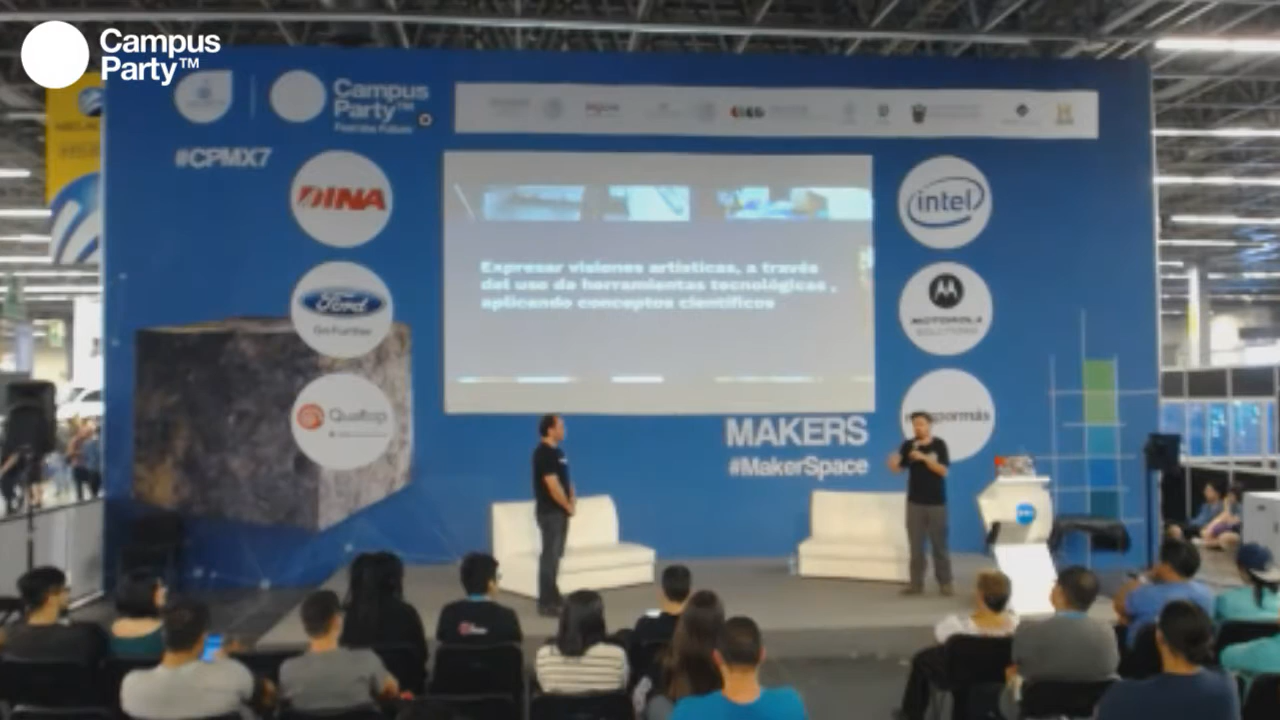 Campus
Party™
Campus
Party™
#CPMX7
DINA
intel
Expresar visiones artísticas, a través
del uso de herramientas tecnológicas ,
aplicando conceptos científicos
Ford
Go Further
MOTOROLA
SOLUTIONS
Qualtop
pormás
MAKERS
#MakerSpace